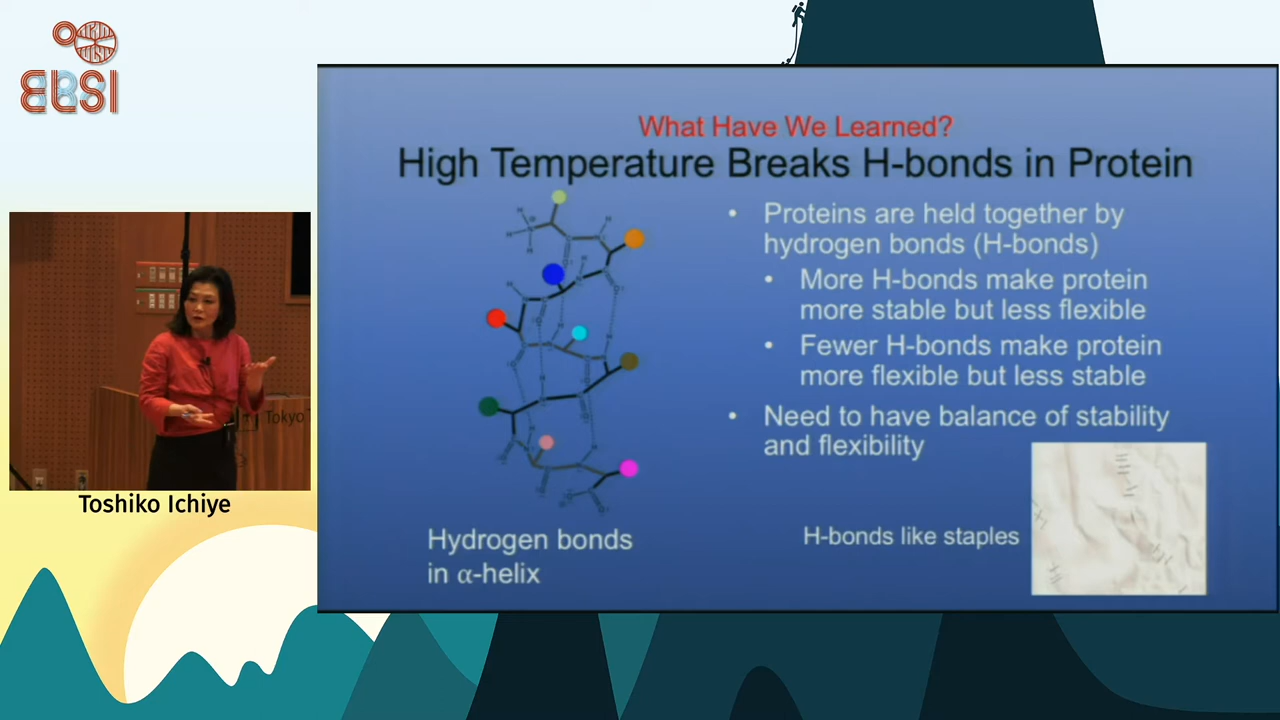 EBSI
What Have We Learned?
High Temperature Breaks H-bonds in Protein
• Proteins are held together by
hydrogen bonds (H-bonds)
• More H-bonds make protein
more stable but less flexible
• Fewer H-bonds make protein
more flexible but less stable
• Need to have balance of stability
and flexibility
H-bonds like staples
Hydrogen bonds
in α-helix
Tokyo
Toshiko Ichiye